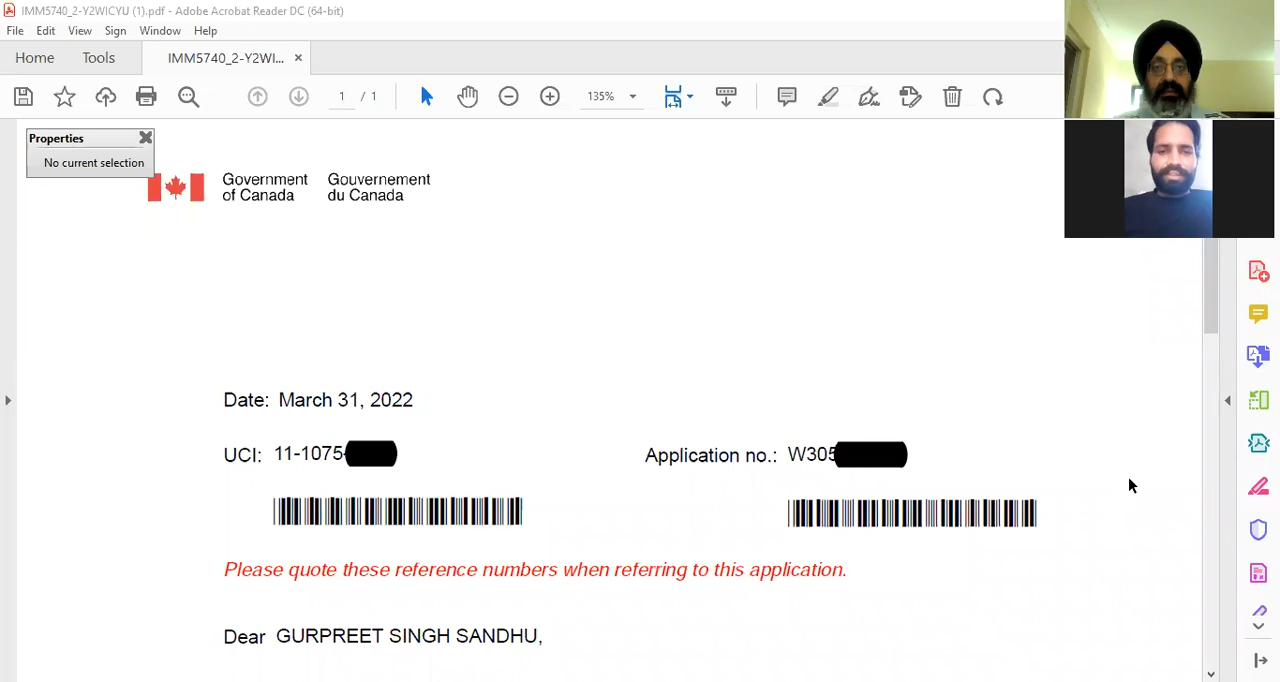 IMM5740_2-Y2WICYU (1).pdf - Adobe Acrobat Reader DC (64-bit)
File Edit View Sign Window Help
Home Tools IMM5740_2-Y2WI... ×
1 / 1 135%
Properties
No current selection
Government
of Canada
Gouvernement
du Canada
Date: March 31, 2022
UCI: 11-1075-
Application no.: W305
Please quote these reference numbers when referring to this application.
Dear GURPREET SINGH SANDHU,